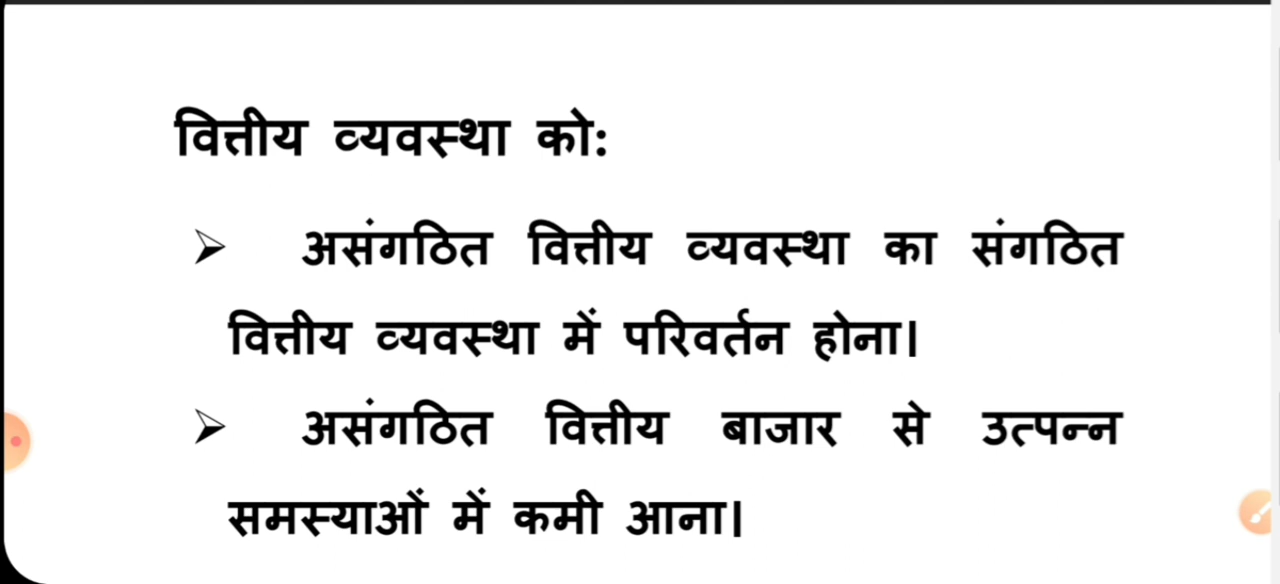 वित्तीय व्यवस्था को:
➢ असंगठित वित्तीय व्यवस्था का संगठित
वित्तीय व्यवस्था में परिवर्तन होना।
➢ असंगठित वित्तीय बाजार से उत्पन्न
समस्याओं में कमी आना।